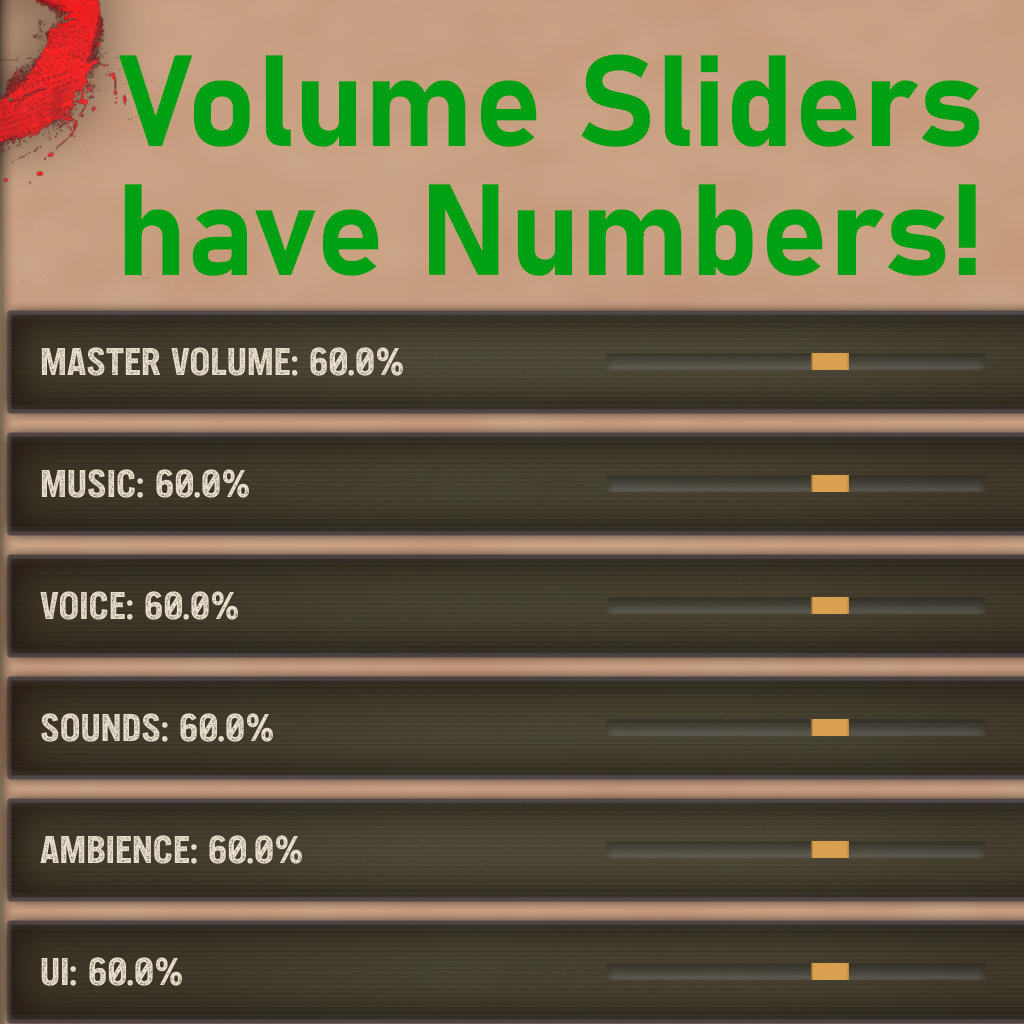 Volume Sliders
have Numbers!
MASTER VOLUME: 60.0%
MUSIC: 60.0%
VOICE: 60.0%
SOUNDS: 60.0%
AMBIENCE: 60.0%
UI: 60.0%